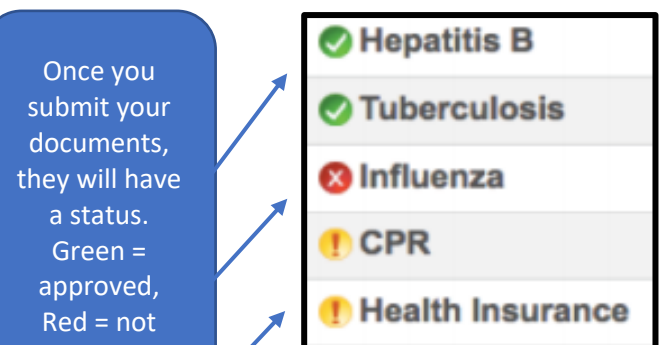 Once you
submit your
documents,
they will have
a status.
Green =
approved,
Red = not
Hepatitis B
Tuberculosis
Influenza
CPR
Health Insurance